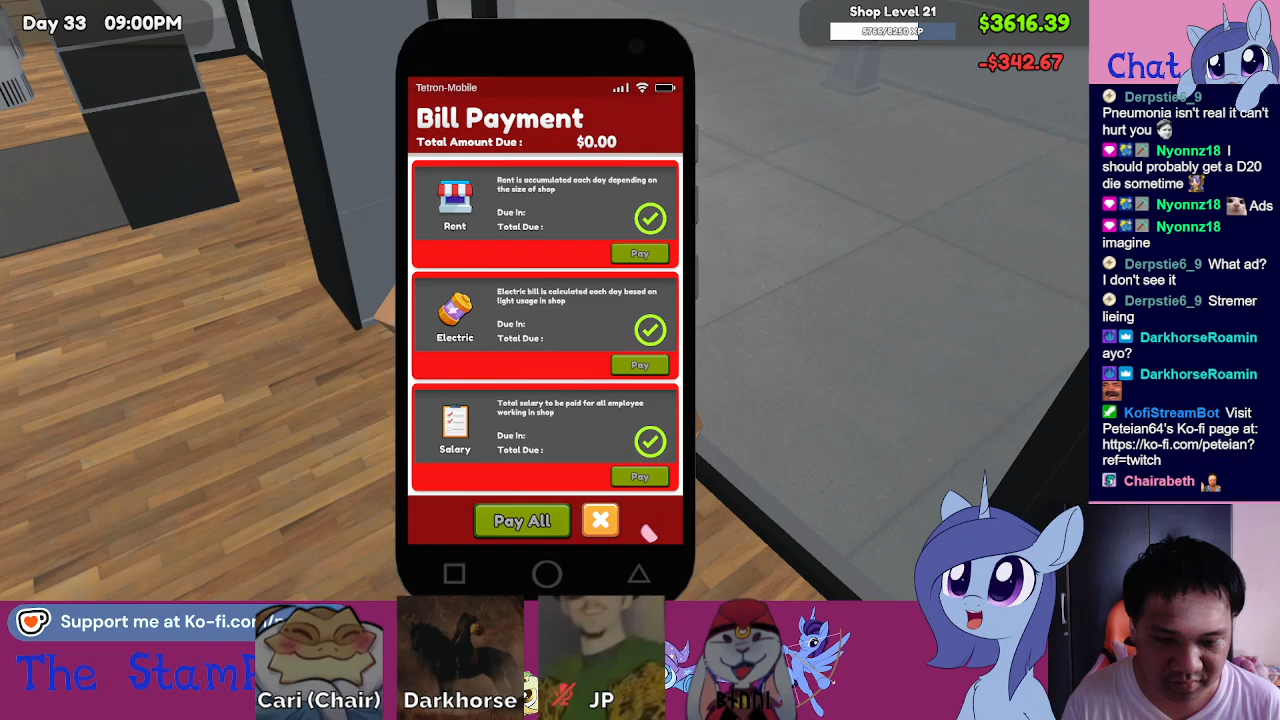 Day 33 09:00PM
Shop Level 21
5766/8250 XP
$3616.39
-$342.67
Tetron-Mobile
Bill Payment
Total Amount Due : $0.00
Rent is accumulated each day depending on
the size of shop
Due In:
Total Due :
Rent
Pay
Electric bill is calculated each day based on
light usage in shop
Due In:
Total Due :
Electric
Pay
Total salary to be paid for all employee
working in shop
Due In:
Total Due :
Salary
Pay
Pay All
Chat
Derpstie6_9
Pneumonia isn't real it can't
hurt you
Nyonnz18 I
should probably get a D20
die sometime
Nyonnz18 Ads
Nyonnz18
imagine
Derpstie6_9 What ad?
I don't see it
Derpstie6_9 Stremer
lieing
DarkhorseRoamin
ayo?
DarkhorseRoamin
KofiStreamBot Visit
Peteian64's Ko-fi page at:
https://ko-fi.com/peteian?
ref=twitch
Chairabeth
Support me at Ko-fi.com/p
The Stamp
Cari (Chair)
Darkhorse
JP